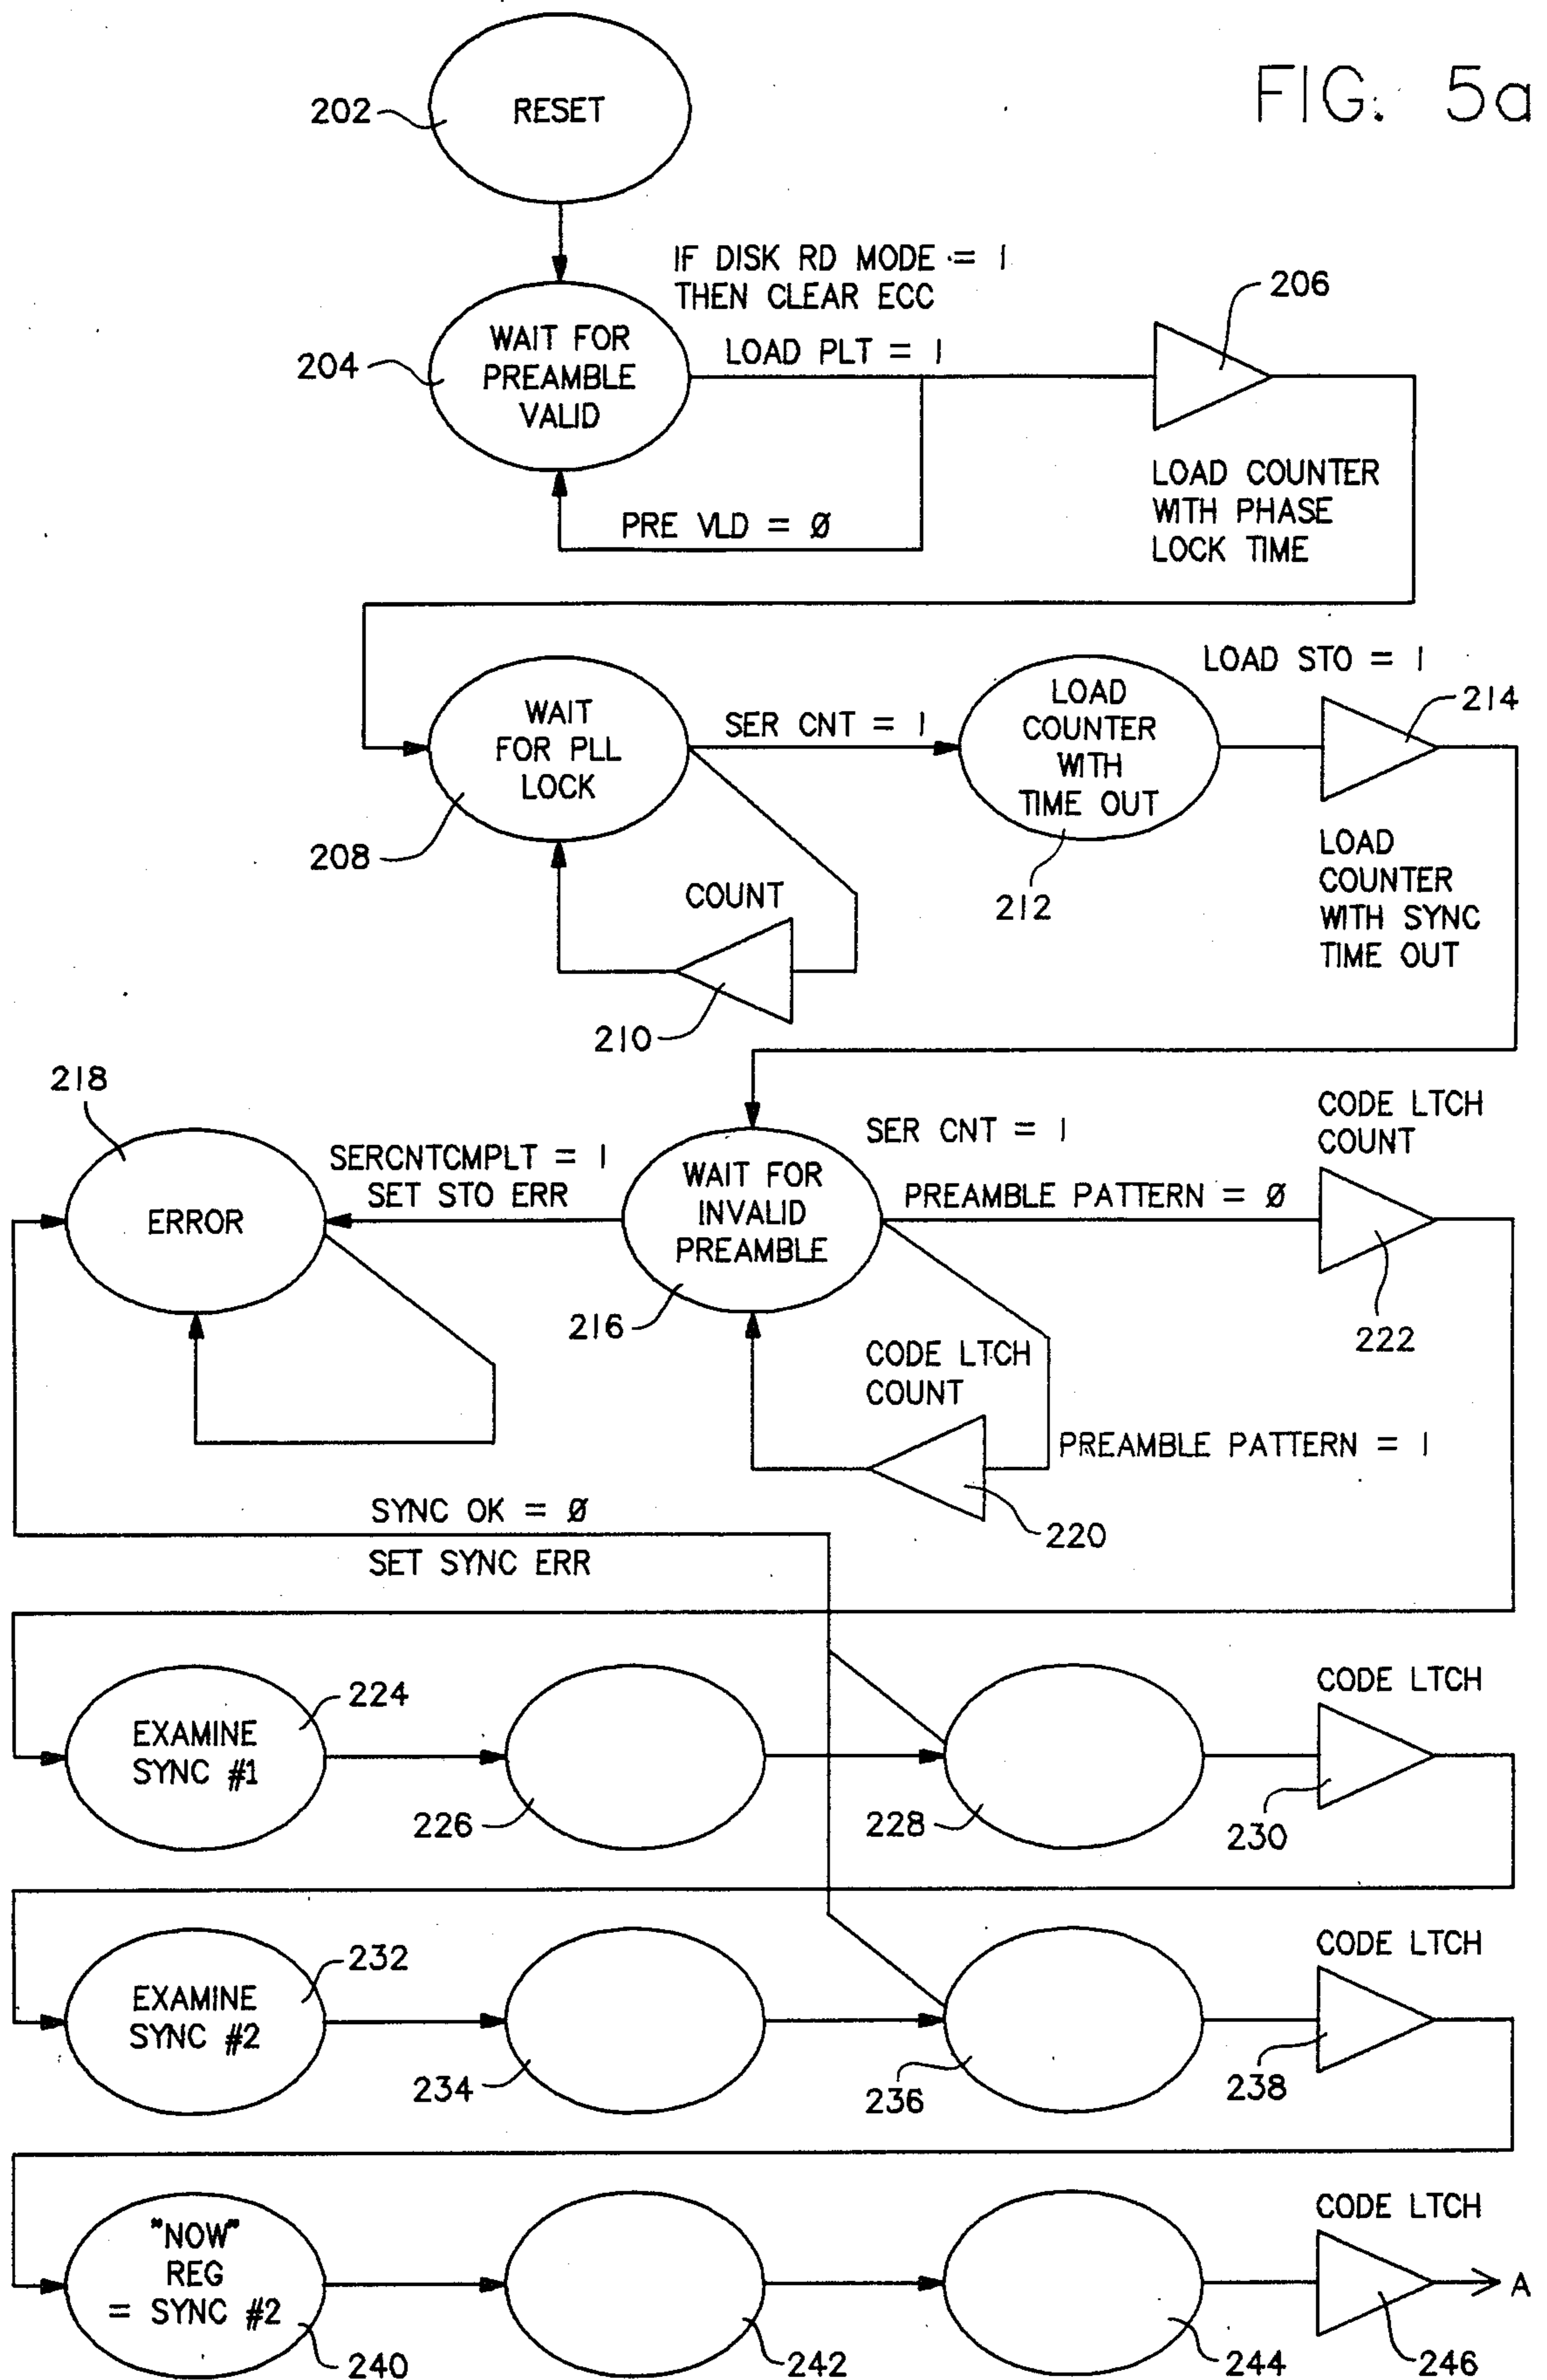 FIG. 5a
RESET
202
IF DISK RD MODE = 1
THEN CLEAR ECC
206
WAIT FOR
PREAMBLE
VALID
204
LOAD PLT = 1
LOAD COUNTER
WITH PHASE
LOCK TIME
PRE VLD = Ø
LOAD STO = 1
214
WAIT
FOR PLL
LOCK
208
SER CNT = 1
LOAD
COUNTER
WITH
TIME OUT
212
LOAD
COUNTER
WITH SYNC
TIME OUT
COUNT
210
218
CODE LTCH
COUNT
ERROR
SERCNTCMPLT = 1
SET STO ERR
SER CNT = 1
WAIT FOR
INVALID
PREAMBLE
216
PREAMBLE PATTERN = Ø
222
CODE LTCH
COUNT
PREAMBLE PATTERN = 1
220
SYNC OK = Ø
SET SYNC ERR
EXAMINE
SYNC #1
224
226
228
CODE LTCH
230
EXAMINE
SYNC #2
232
234
236
CODE LTCH
238
"NOW"
REG
= SYNC #2
240
242
244
CODE LTCH
246
A